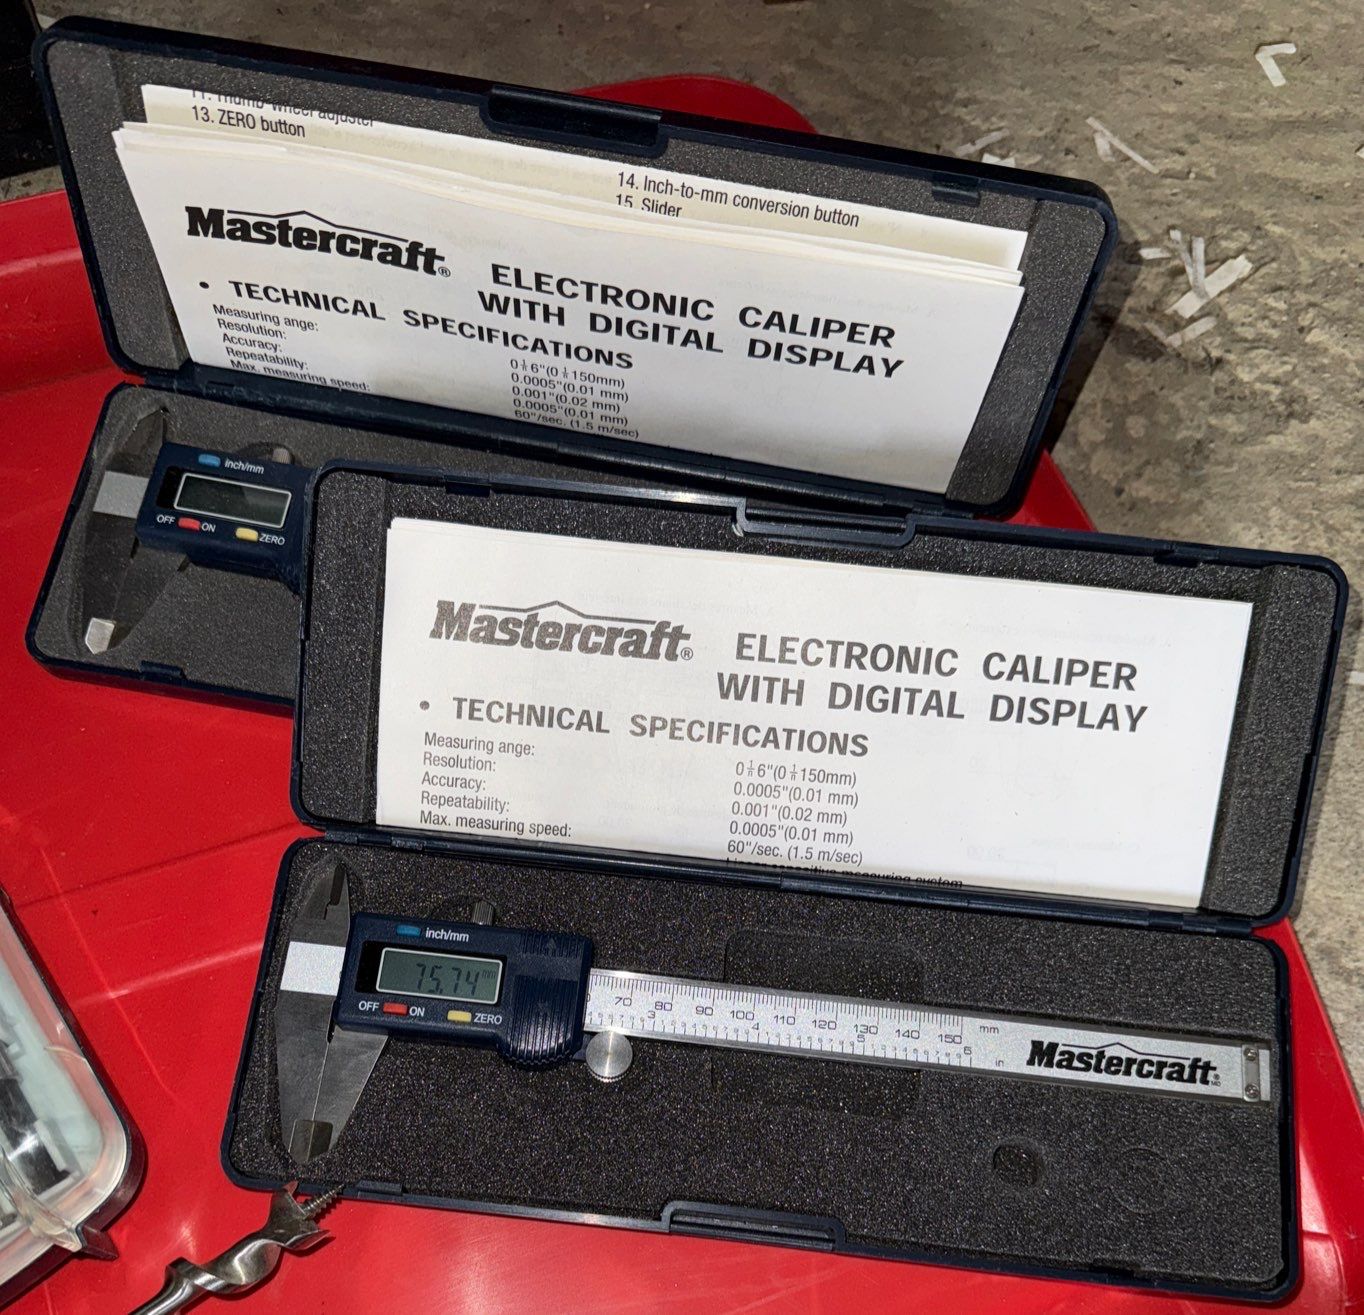 13. ZERO button
14. Inch-to-mm conversion button
15. Slider
Mastercraft®
ELECTRONIC CALIPER
WITH DIGITAL DISPLAY
• TECHNICAL SPECIFICATIONS
Measuring ange: 0 1/n 6"(0 1/n 150mm)
Resolution: 0.0005"(0.01 mm)
Accuracy: 0.001"(0.02 mm)
Repeatability: 0.0005"(0.01 mm)
Max. measuring speed: 60"/sec. (1.5 m/sec)
inch/mm
OFF ON ZERO
Mastercraft®
ELECTRONIC CALIPER
WITH DIGITAL DISPLAY
• TECHNICAL SPECIFICATIONS
Measuring ange: 0 1/n 6"(0 1/n 150mm)
Resolution: 0.0005"(0.01 mm)
Accuracy: 0.001"(0.02 mm)
Repeatability: 0.0005"(0.01 mm)
Max. measuring speed: 60"/sec. (1.5 m/sec)
inch/mm
75.74 mm
OFF ON ZERO
70 80 90 100 110 120 130 140 150 mm
3 4 5 6 in
Mastercraft